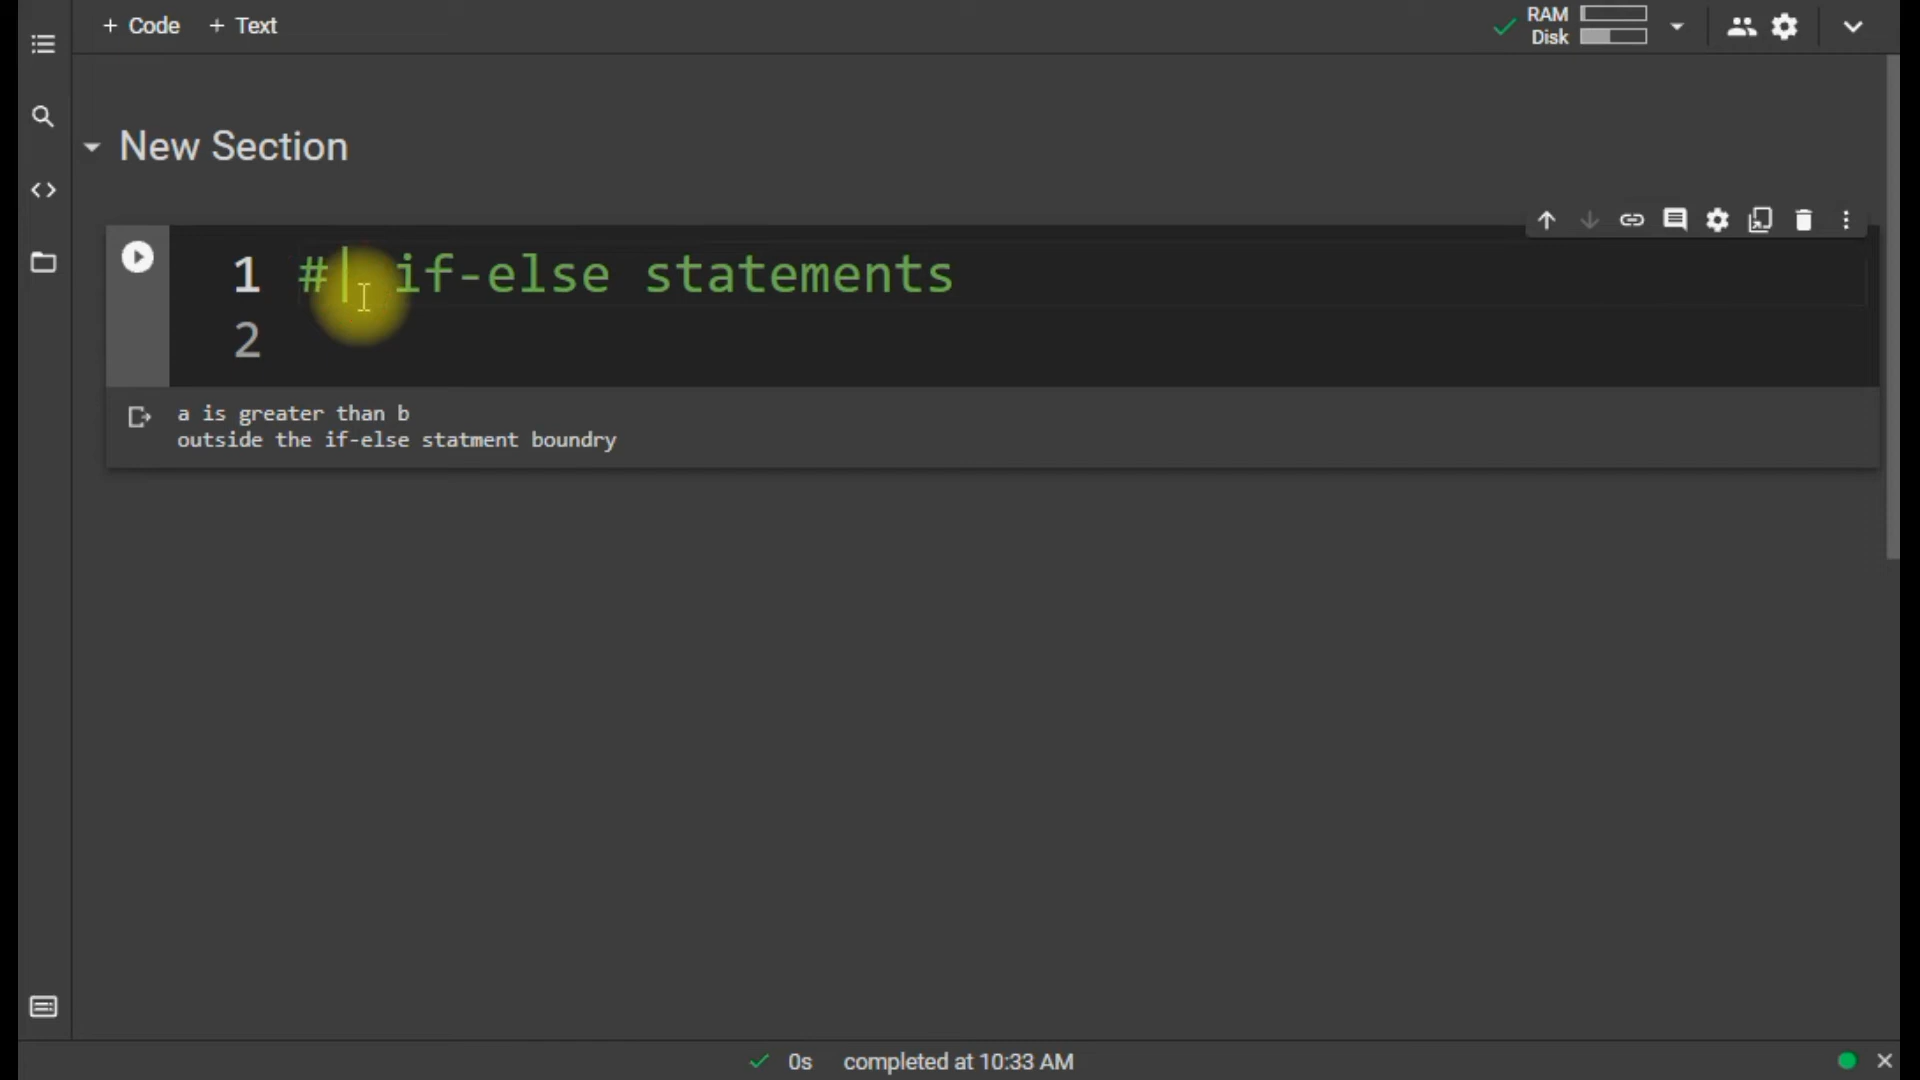 + Code + Text
RAM
Disk
New Section
1 # if-else statements
2
a is greater than b
outside the if-else statment boundry
0s completed at 10:33 AM